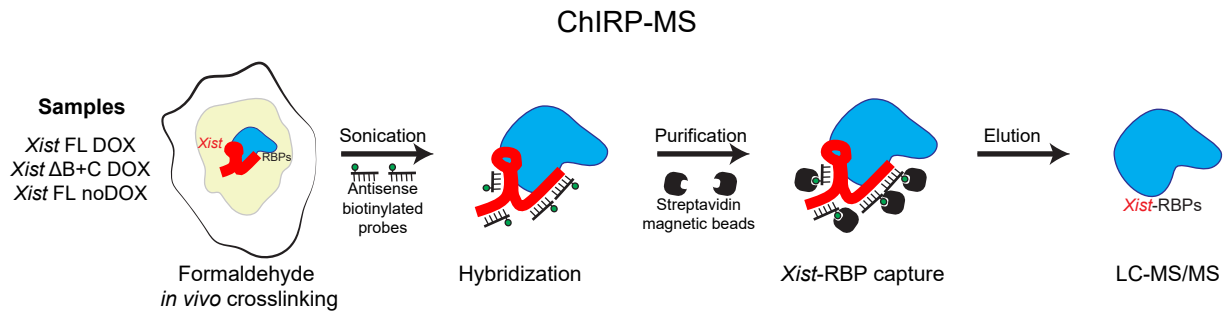 ChIRP-MS
Samples
Xist FL DOX
Xist ΔB+C DOX
Xist FL noDOX
Xist
RBPs
Formaldehyde
in vivo crosslinking
Sonication
Antisense
biotinylated
probes
Hybridization
Purification
Streptavidin
magnetic beads
Xist-RBP capture
Elution
Xist-RBPs
LC-MS/MS